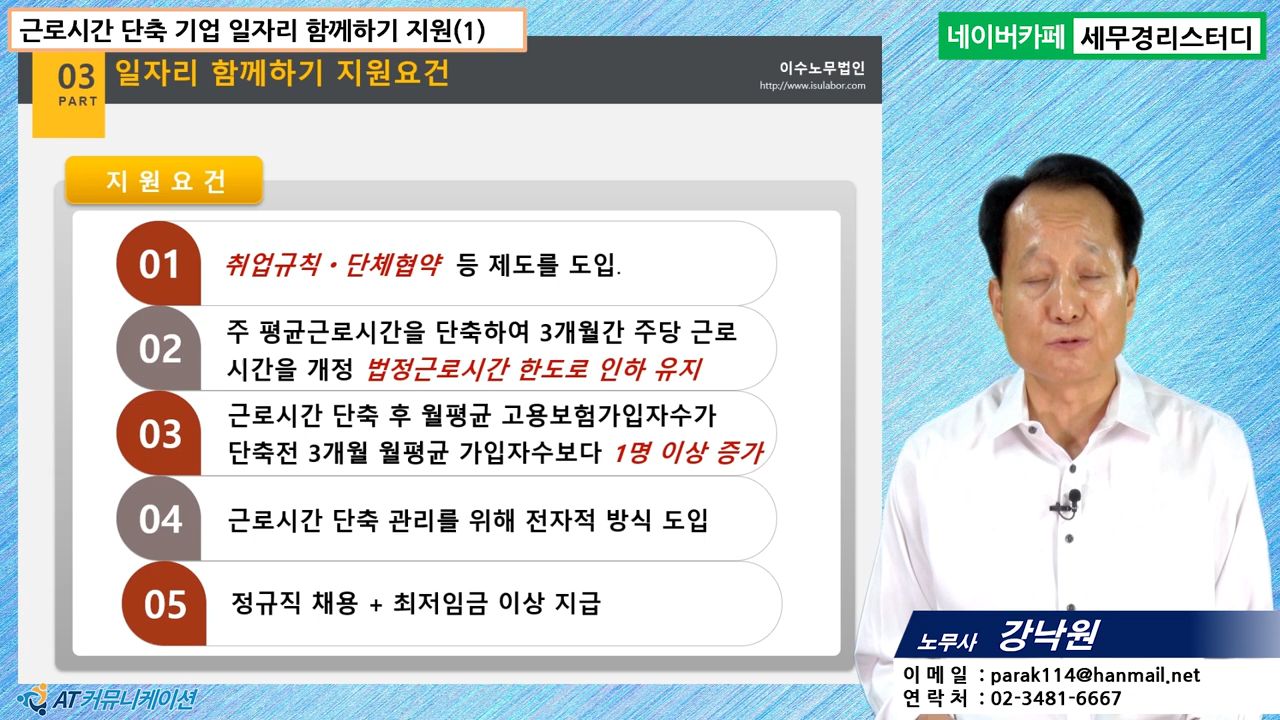 근로시간 단축 기업 일자리 함께하기 지원(1)
네이버카페 세무경리스터디
03
PART
일자리 함께하기 지원요건
이수노무법인
http://www.isulabor.com
지 원 요 건
01
취업규칙·단체협약 등 제도를 도입.
02
주 평균근로시간을 단축하여 3개월간 주당 근로
시간을 개정 법정근로시간 한도로 인하 유지
03
근로시간 단축 후 월평균 고용보험가입자수가
단축전 3개월 월평균 가입자수보다 1명 이상 증가
04
근로시간 단축 관리를 위해 전자적 방식 도입
05
정규직 채용 + 최저임금 이상 지급
노무사 강낙원
이 메 일 : parak114@hanmail.net
연 락 처 : 02-3481-6667
AT커뮤니케이션